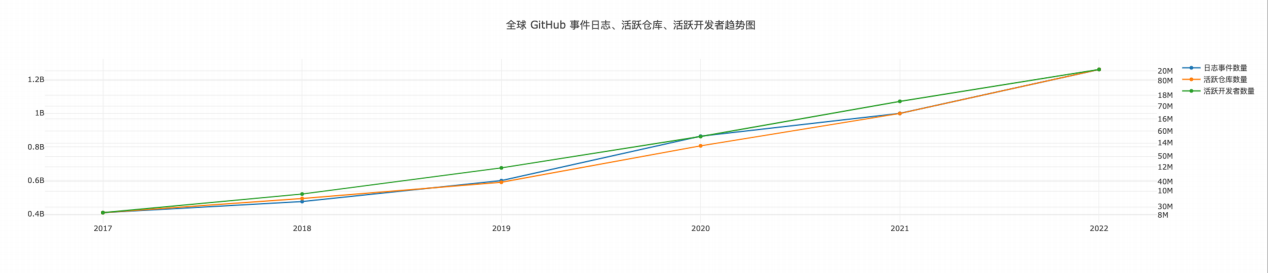 全球 GitHub 事件日志、活跃仓库、活跃开发者趋势图
1.2B
1B
0.8B
0.6B
0.4B
20M
80M
18M
70M
16M
60M
14M
50M
12M
40M
10M
30M
8M
日志事件数量
活跃仓库数量
活跃开发者数量
2017 2018 2019 2020 2021 2022